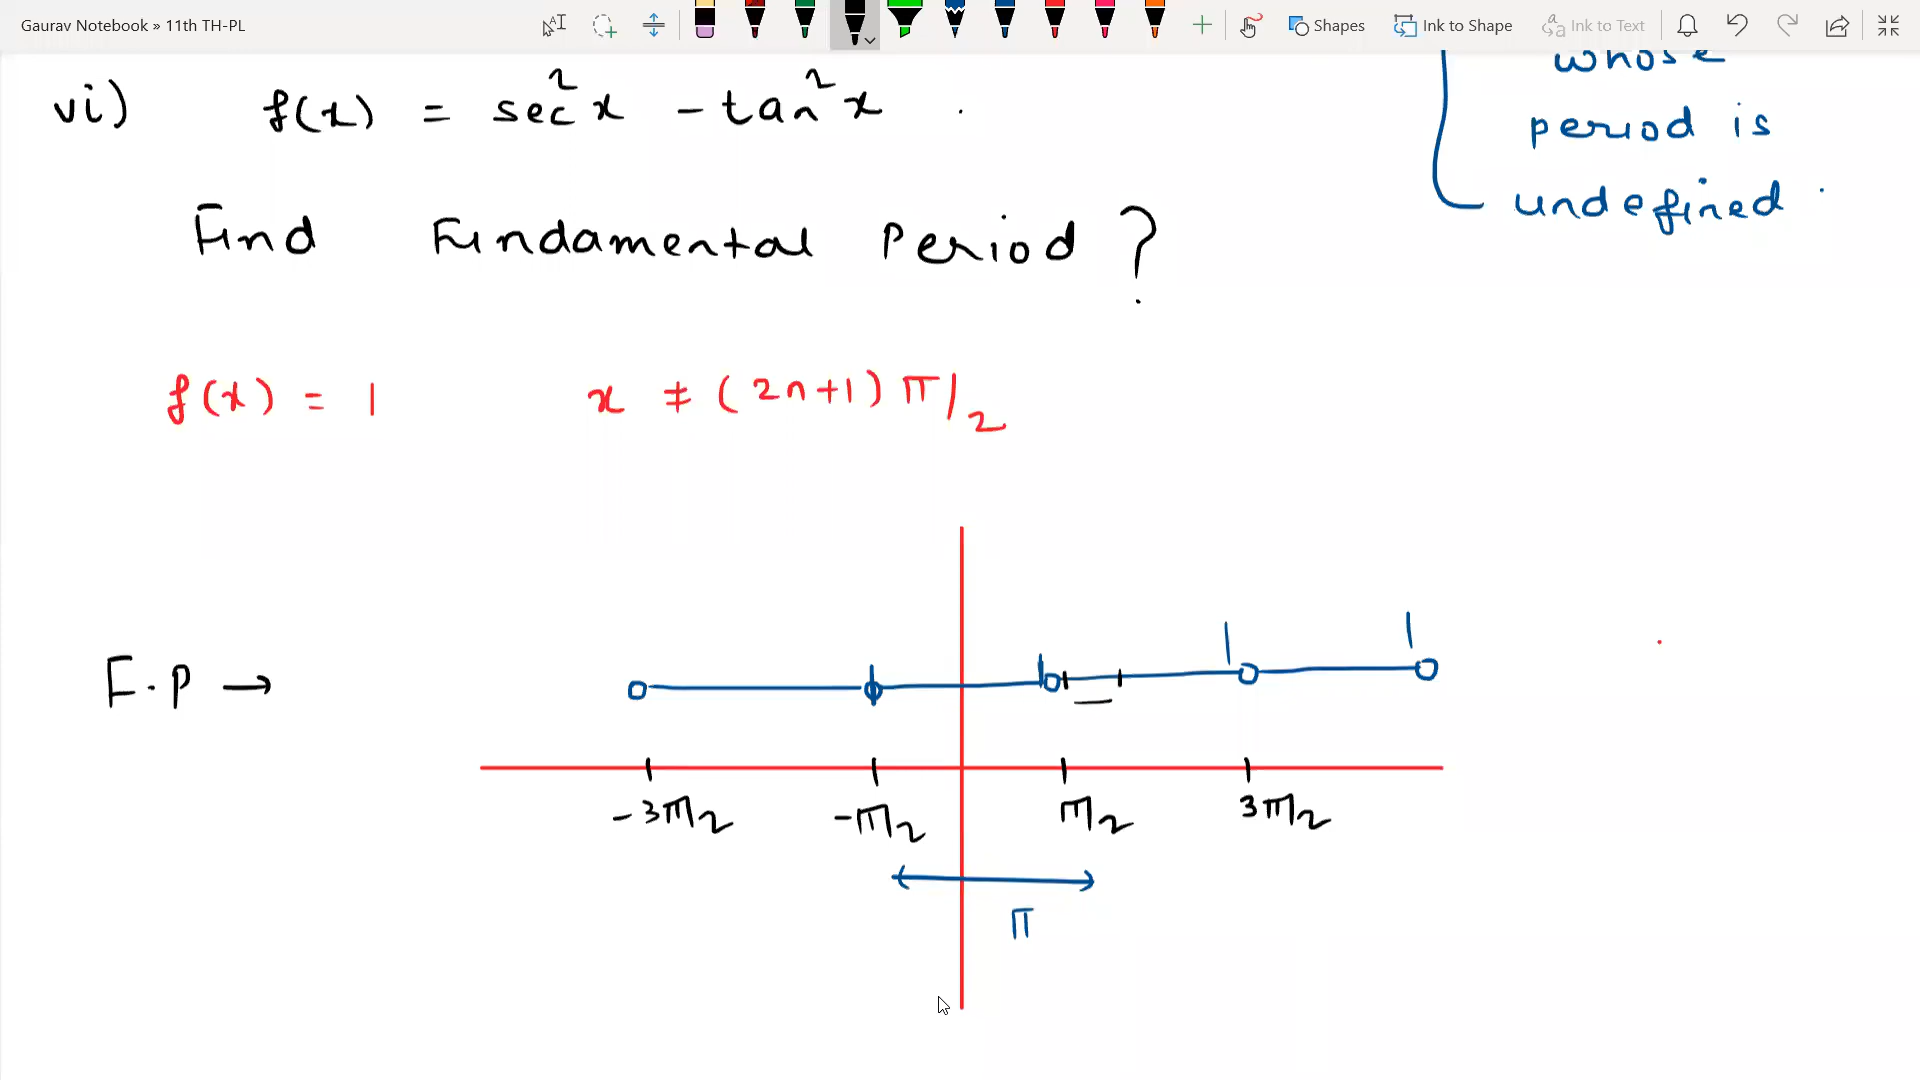 Gaurav Notebook » 11th TH-PL
Shapes
Ink to Shape
Ink to Text
whose
period is
undefined.
vi) f(x) = sec²x - tan²x.
Find Fundamental Period?
f(x) = 1 x ≠ (2n+1) π/2
F.P →
-3π/2 -π/2 π/2 3π/2
π